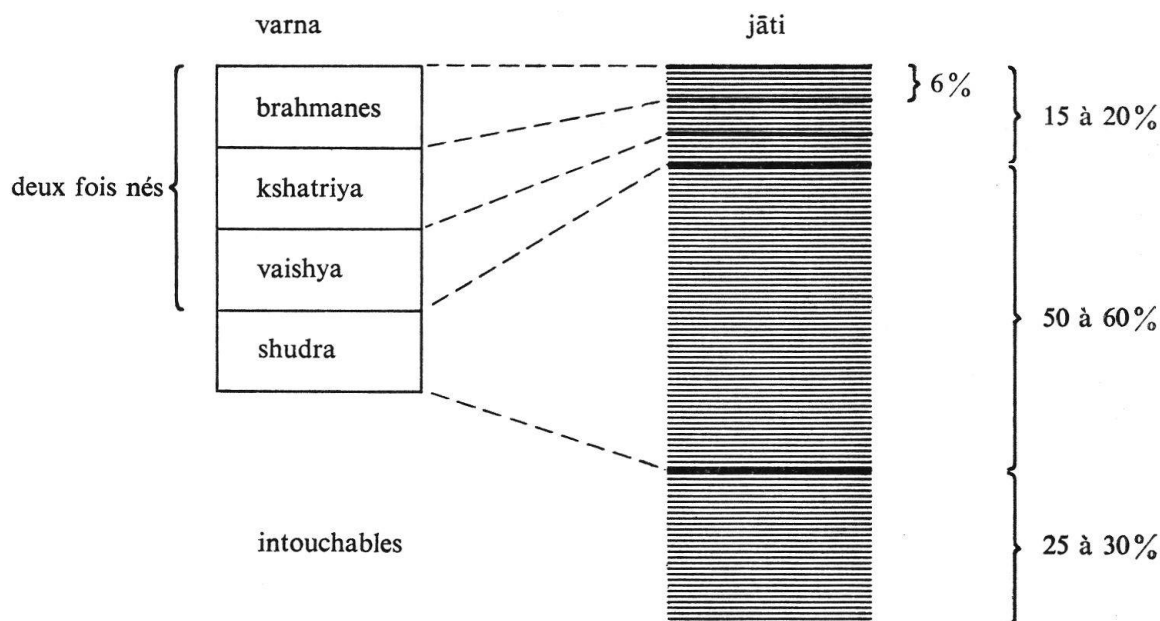 varna
jāti
brahmanes
6%
15 à 20%
deux fois nés
kshatriya
vaishya
50 à 60%
shudra
intouchables
25 à 30%